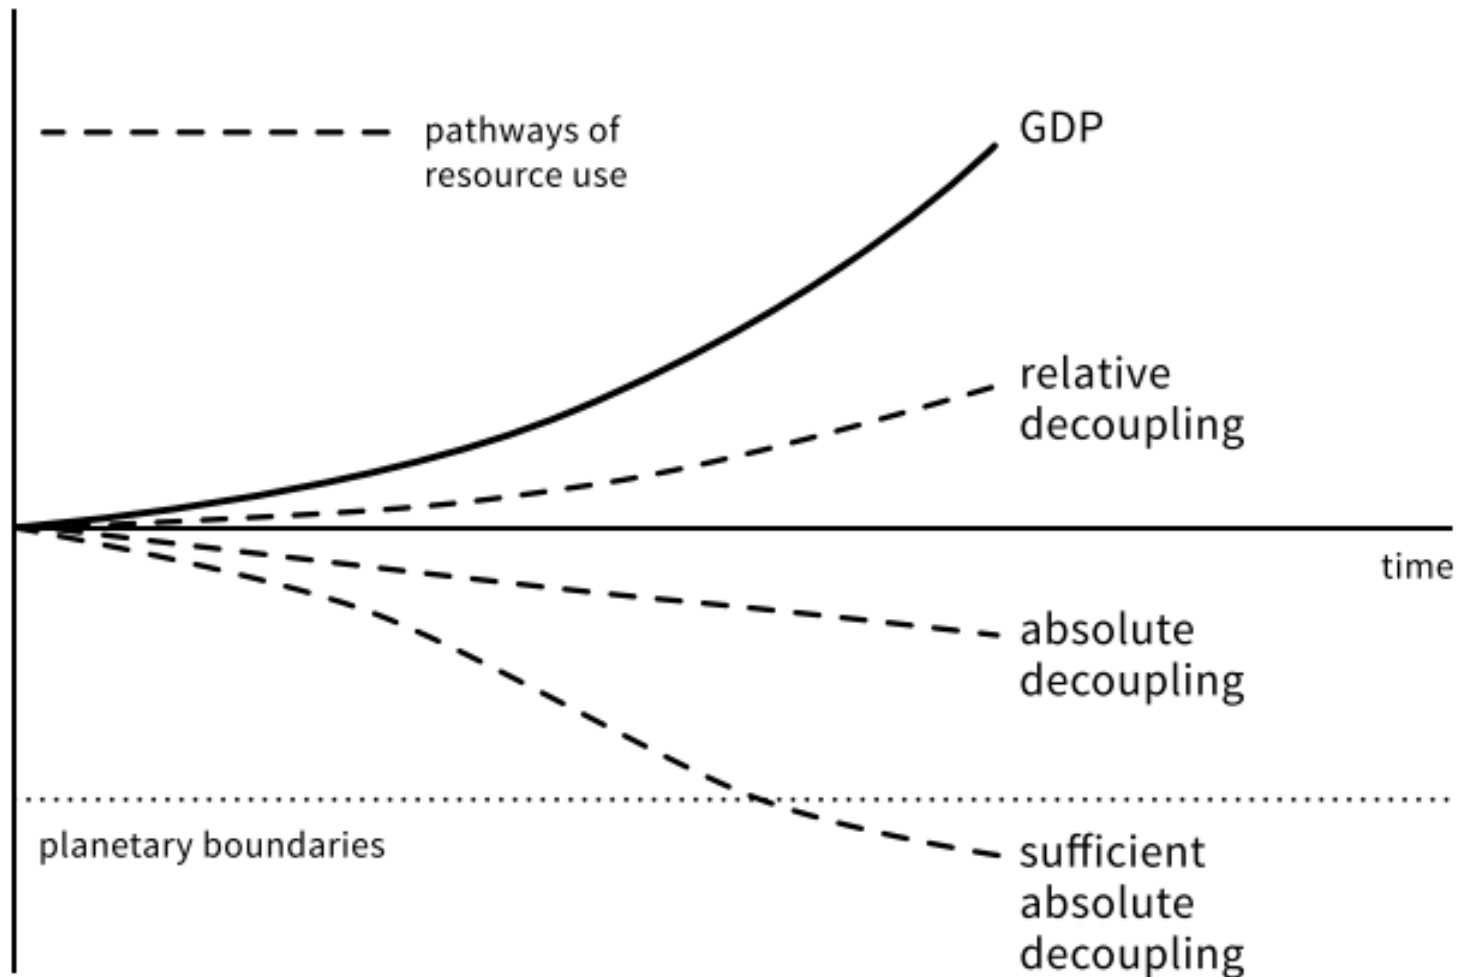 pathways of
resource use
GDP
relative
decoupling
time
absolute
decoupling
planetary boundaries
sufficient
absolute
decoupling